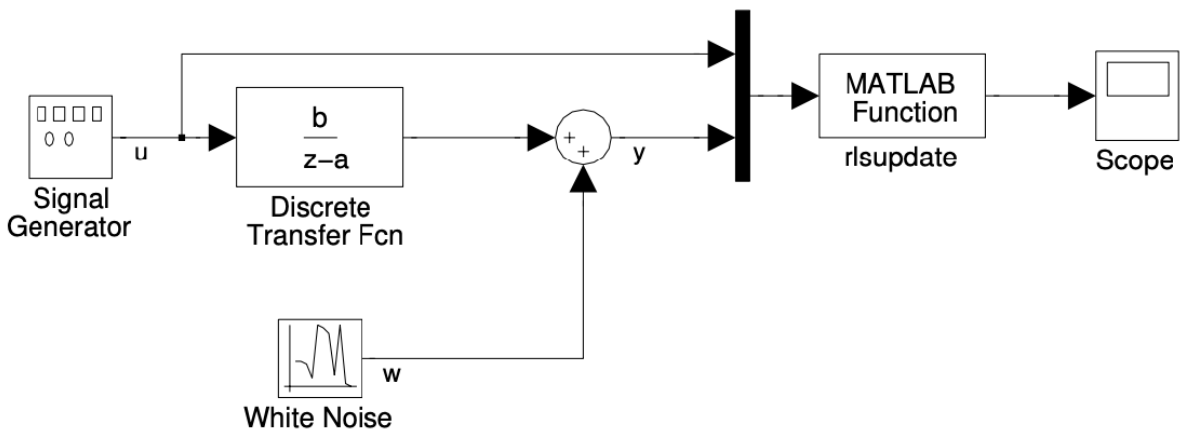 u
Signal
Generator
b
z−a
Discrete
Transfer Fcn
+
+
y
w
White Noise
MATLAB
Function
rlsupdate
Scope